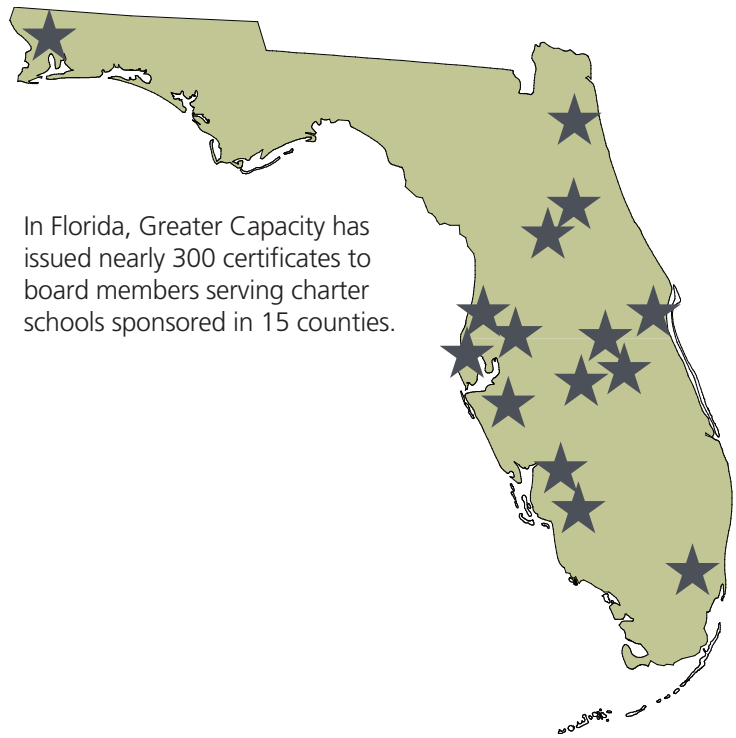 In Florida, Greater Capacity has
issued nearly 300 certificates to
board members serving charter
schools sponsored in 15 counties.